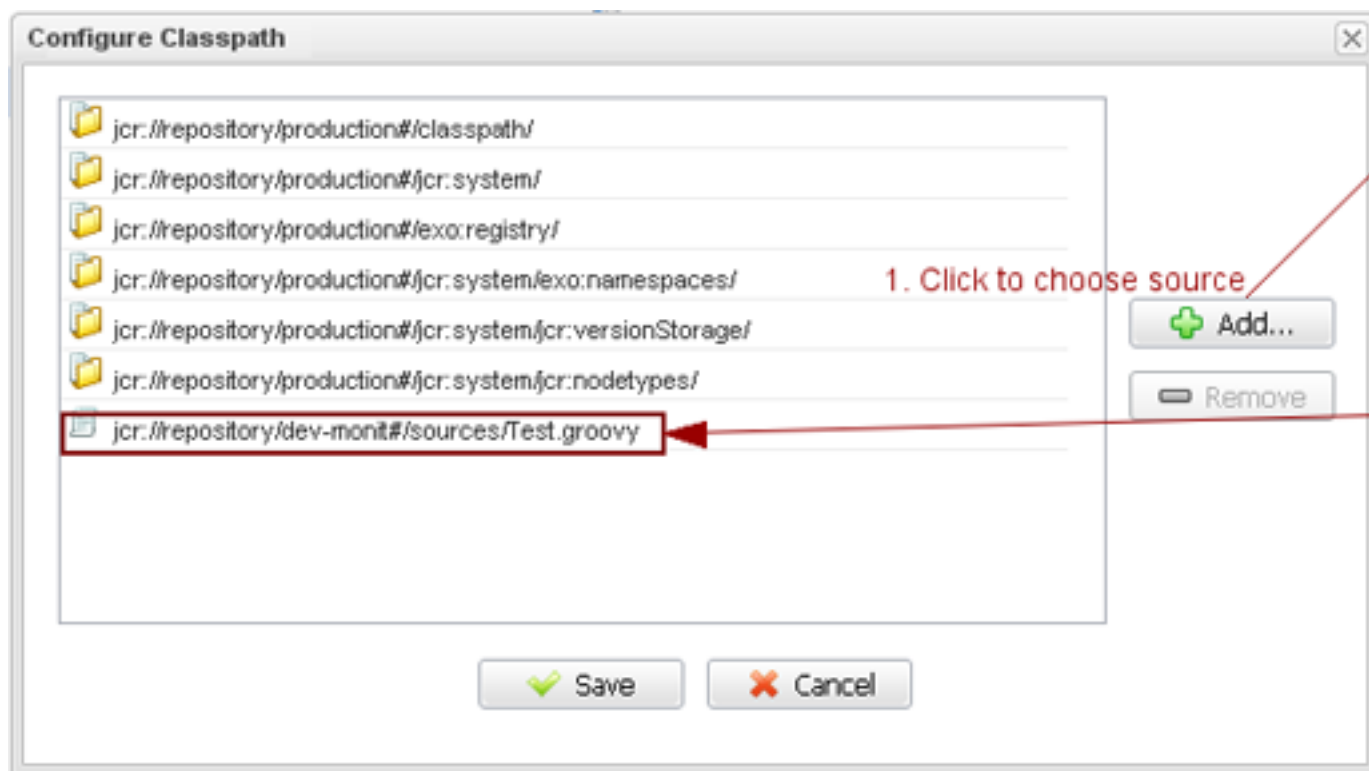 Configure Classpath
jcr://repository/production#/classpath/
jcr://repository/production#/jcr:system/
jcr://repository/production#/exo:registry/
jcr://repository/production#/jcr:system/exo:namespaces/
1. Click to choose source
jcr://repository/production#/jcr:system/jcr:versionStorage/
Add...
jcr://repository/production#/jcr:system/jcr:nodetypes/
Remove
jcr://repository/dev-monit#/sources/Test.groovy
Save
Cancel